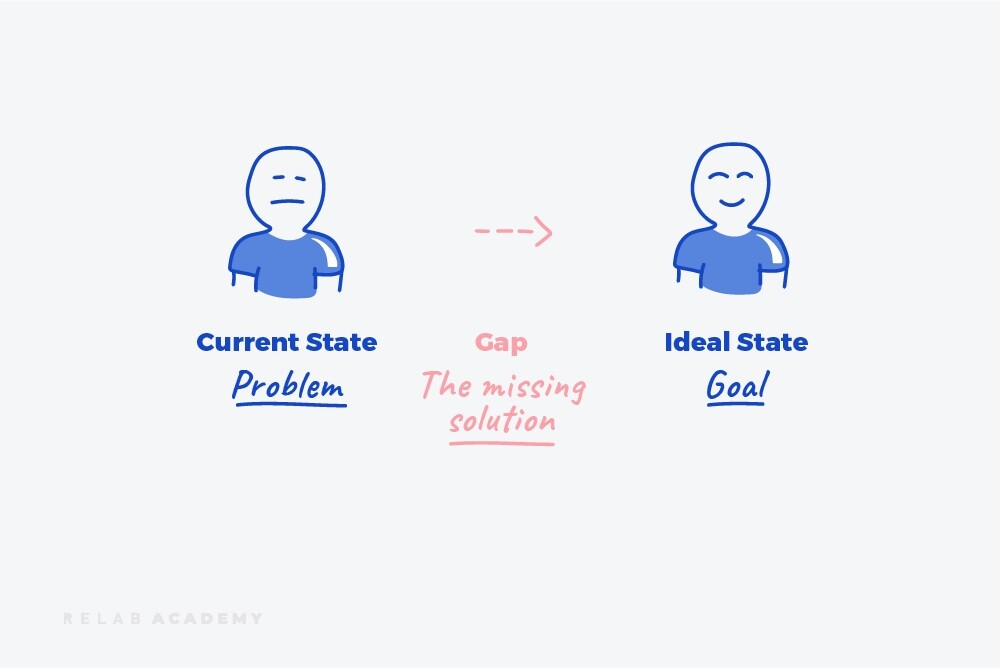 Current State
Problem
Gap
The missing
solution
Ideal State
Goal
RELAB ACADEMY